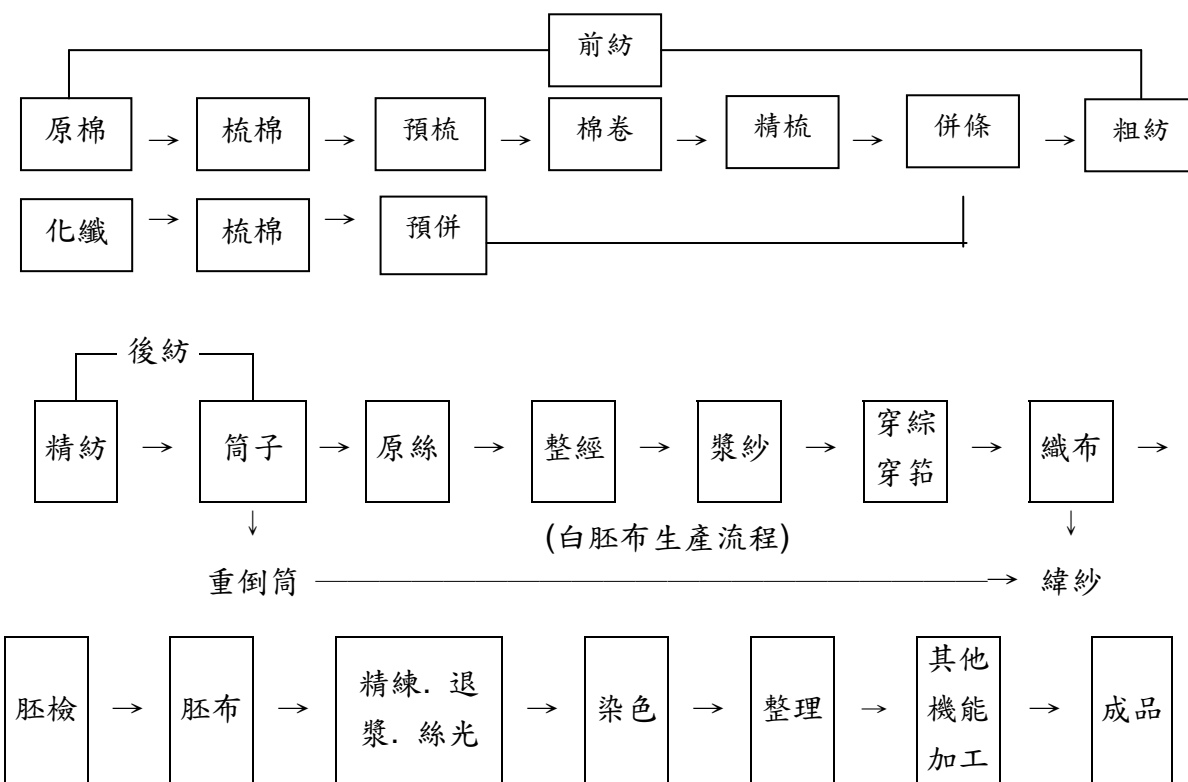 前紡
原棉 → 梳棉 → 預梳 → 棉卷 → 精梳 → 併條 → 粗紡
化纖 → 梳棉 → 預併
後紡
精紡 → 筒子 → 原絲 → 整經 → 漿紗 → 穿綜 → 織布 →
穿筘
↓ ↓
(白胚布生產流程)
重倒筒 → 緯紗
胚檢 → 胚布 → 精練. 退 → 染色 → 整理 → 其他 → 成品
漿. 絲光
機能
加工